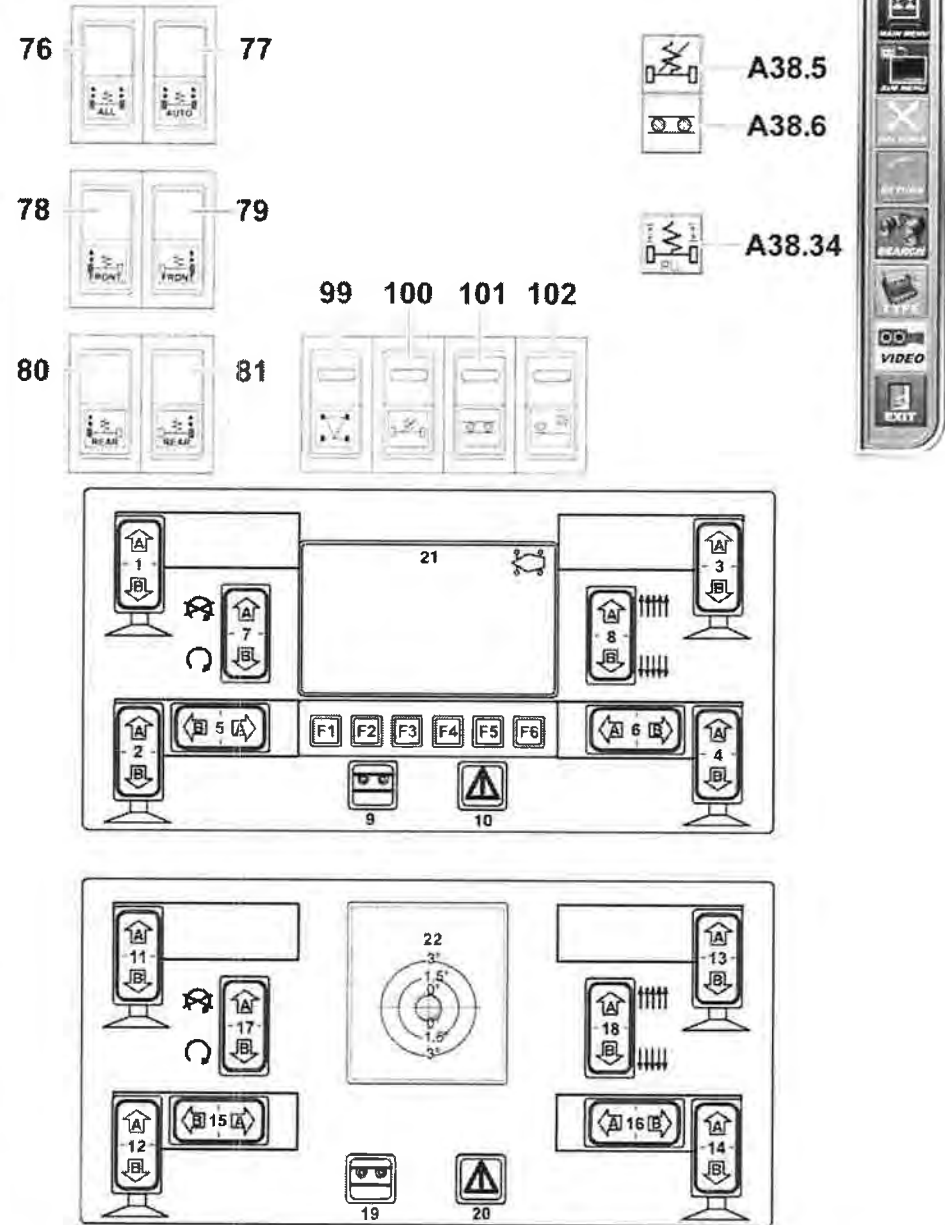 76 77
ALL AUTO
78 79
FRONT FRONT
80 81
REAR REAR
99 100 101 102
A38.5
A38.6
A38.34
MAIN MENU
SUB MENU
RETURN
SEARCH
TYPE
VIDEO
EXIT
A 1 B
A 2 B
A 3 B
A 4 B
B 5 A
A 6 B
A 7 B
A 8 B
21
F1 F2 F3 F4 F5 F6
9 10
A 11 B
A 12 B
A 13 B
A 14 B
B 15 A
A 16 B
A 17 B
A 18 B
22
3°
1.5°
0°
0°
1.5°
3°
19 20